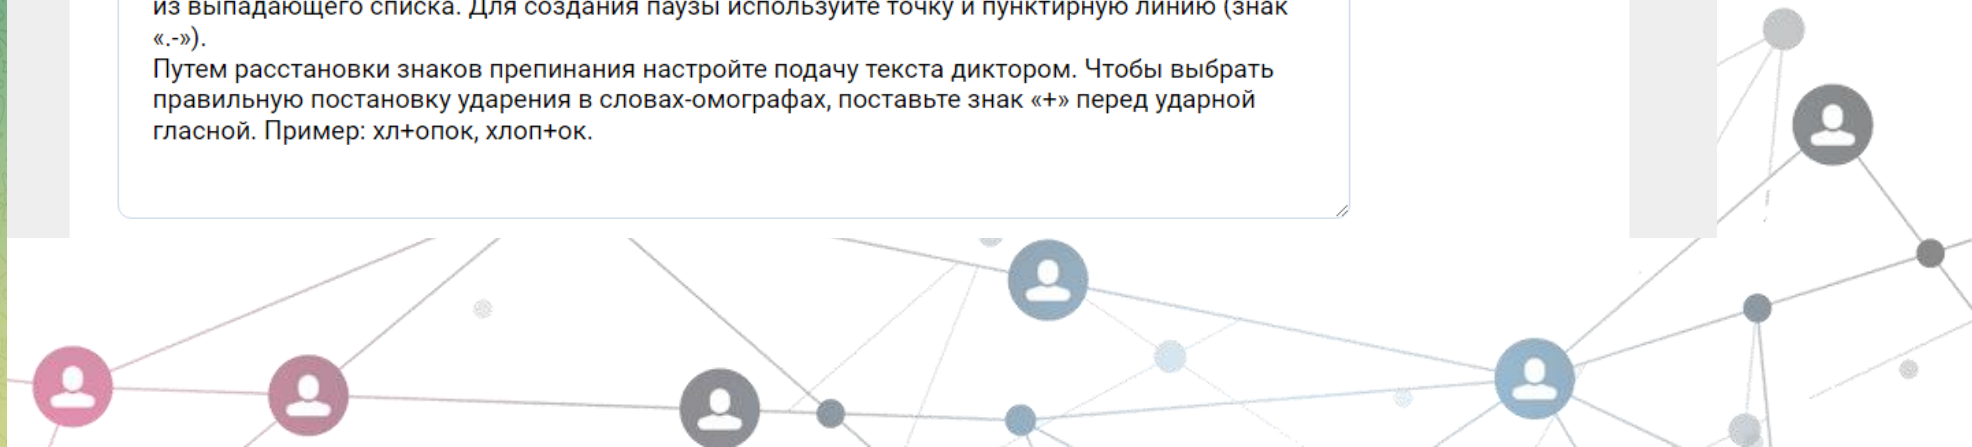 из выпадающего списка. Для создания паузы используйте точку и пунктирную линию (знак
«.-»).
Путем расстановки знаков препинания настройте подачу текста диктором. Чтобы выбрать
правильную постановку ударения в словах-омографах, поставьте знак «+» перед ударной
гласной. Пример: хл+опок, хлоп+ок.